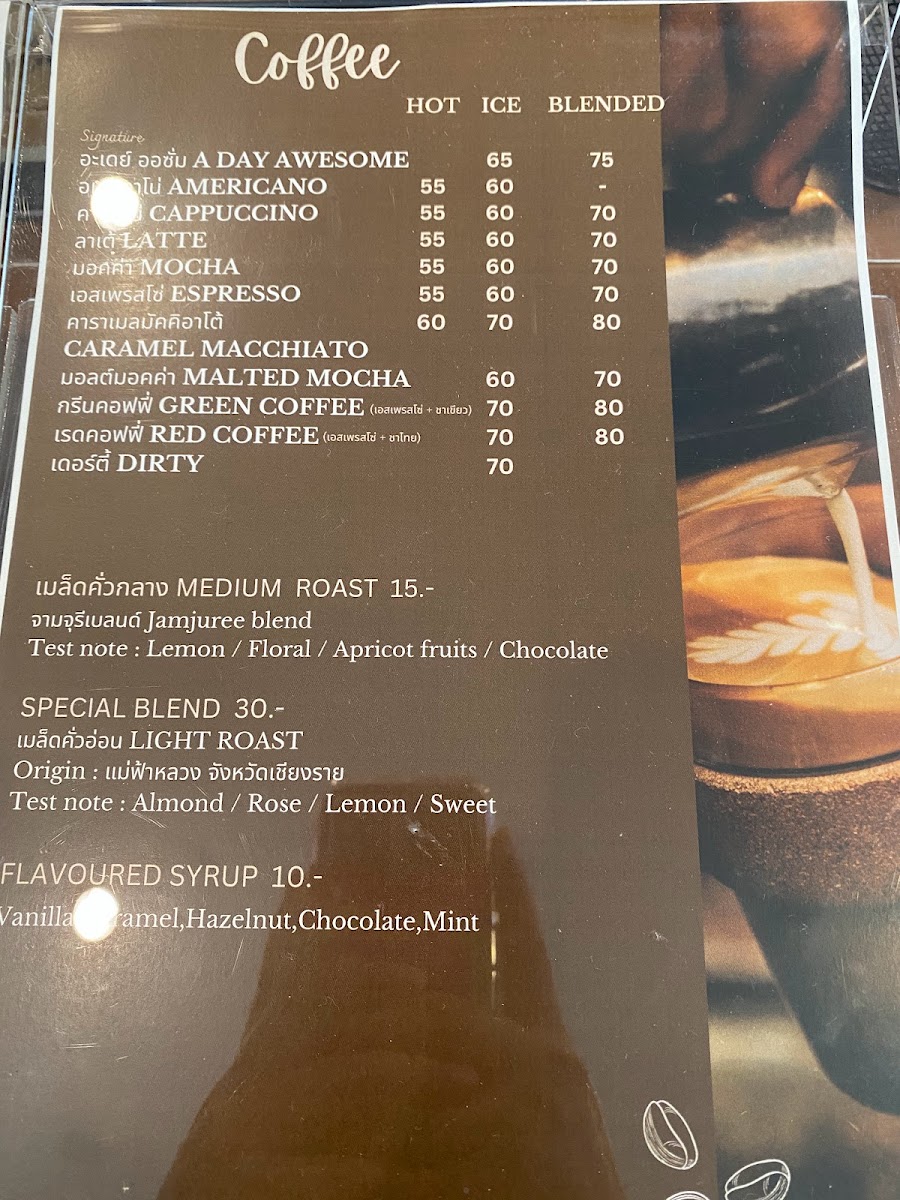 Coffee
HOT ICE BLENDED
Signature
อะเดย์ ออซั่ม A DAY AWESOME 65 75
AMERICANO 55 60 -
CAPPUCCINO 55 60 70
ลาเต้ LATTE 55 60 70
มอคค่า MOCHA 55 60 70
เอสเพรสโซ่ ESPRESSO 55 60 70
คาราเมลมัคคิอาโต้ 60 70 80
CARAMEL MACCHIATO
มอลต์มอคค่า MALTED MOCHA 60 70
กรีนคอฟฟี่ GREEN COFFEE (เอสเพรสโซ่ + ชาเขียว) 70 80
เรดคอฟฟี่ RED COFFEE (เอสเพรสโซ่ + ชาไทย) 70 80
เดอร์ตี้ DIRTY 70
เมล็ดคั่วกลาง MEDIUM ROAST 15.-
จามจุรีเบลนด์ Jamjuree blend
Test note : Lemon / Floral / Apricot fruits / Chocolate
SPECIAL BLEND 30.-
เมล็ดคั่วอ่อน LIGHT ROAST
Origin : แม่ฟ้าหลวง จังหวัดเชียงราย
Test note : Almond / Rose / Lemon / Sweet
FLAVOURED SYRUP 10.-
Vanilla, Caramel,Hazelnut,Chocolate,Mint